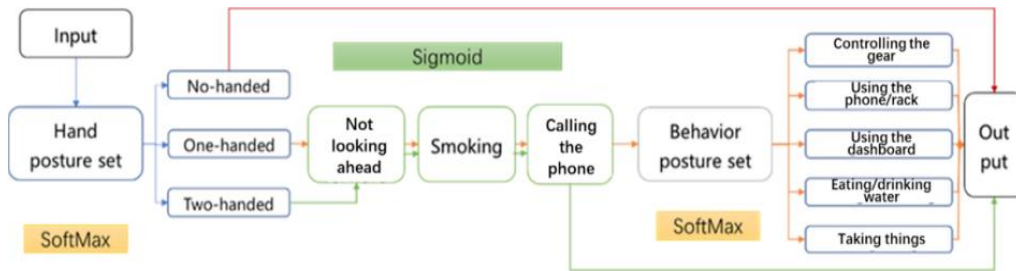 Input
Hand
posture set
SoftMax
No-handed
One-handed
Two-handed
Sigmoid
Not
looking
ahead
Smoking
Calling
the
phone
Behavior
posture set
SoftMax
Controlling the
gear
Using the
phone/rack
Using the
dashboard
Eating/drinking
water
Taking things
Out
put